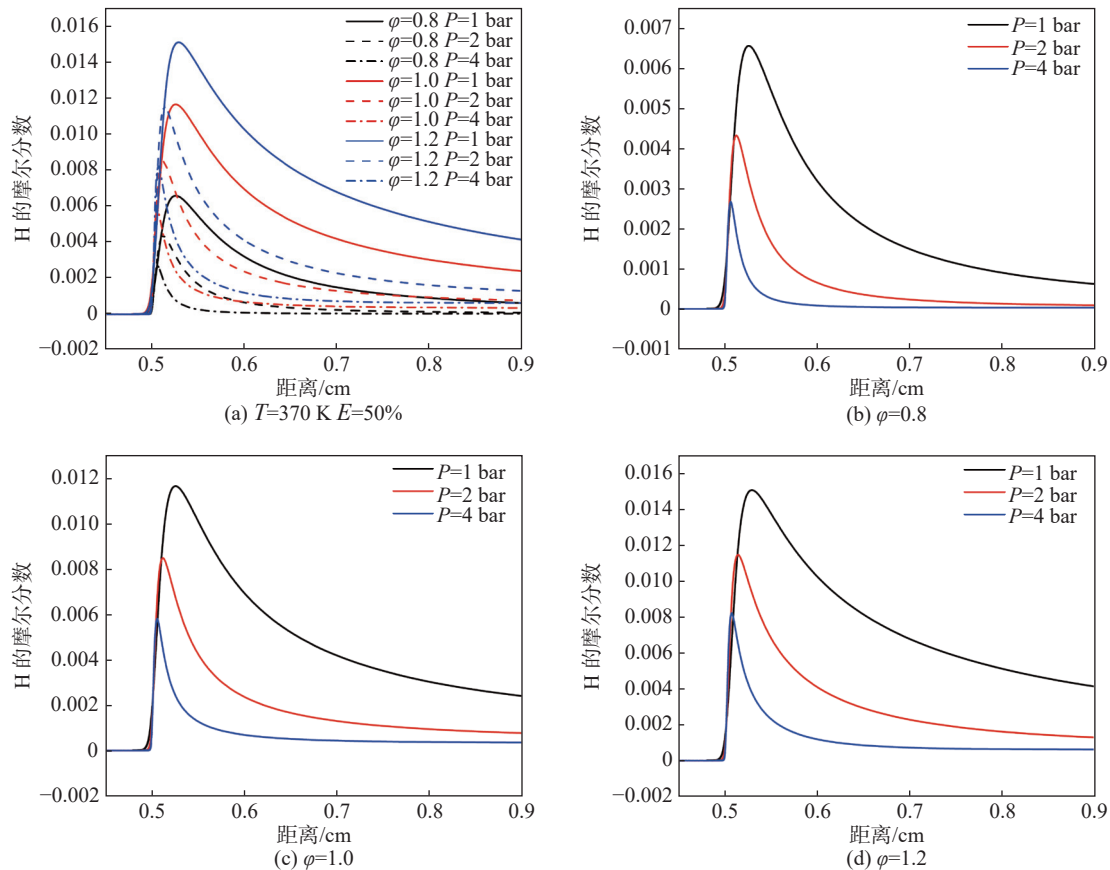 H 的摩尔分数
0.016
0.014
0.012
0.010
0.008
0.006
0.004
0.002
0
−0.002
φ=0.8 P=1 bar
φ=0.8 P=2 bar
φ=0.8 P=4 bar
φ=1.0 P=1 bar
φ=1.0 P=2 bar
φ=1.0 P=4 bar
φ=1.2 P=1 bar
φ=1.2 P=2 bar
φ=1.2 P=4 bar
0.5 0.6 0.7 0.8 0.9
距离/cm
(a) T=370 K E=50%
H 的摩尔分数
0.007
0.006
0.005
0.004
0.003
0.002
0.001
0
−0.001
P=1 bar
P=2 bar
P=4 bar
0.5 0.6 0.7 0.8 0.9
距离/cm
(b) φ=0.8
H 的摩尔分数
0.012
0.010
0.008
0.006
0.004
0.002
0
−0.002
P=1 bar
P=2 bar
P=4 bar
0.5 0.6 0.7 0.8 0.9
距离/cm
(c) φ=1.0
H 的摩尔分数
0.016
0.014
0.012
0.010
0.008
0.006
0.004
0.002
0
−0.002
P=1 bar
P=2 bar
P=4 bar
0.5 0.6 0.7 0.8 0.9
距离/cm
(d) φ=1.2